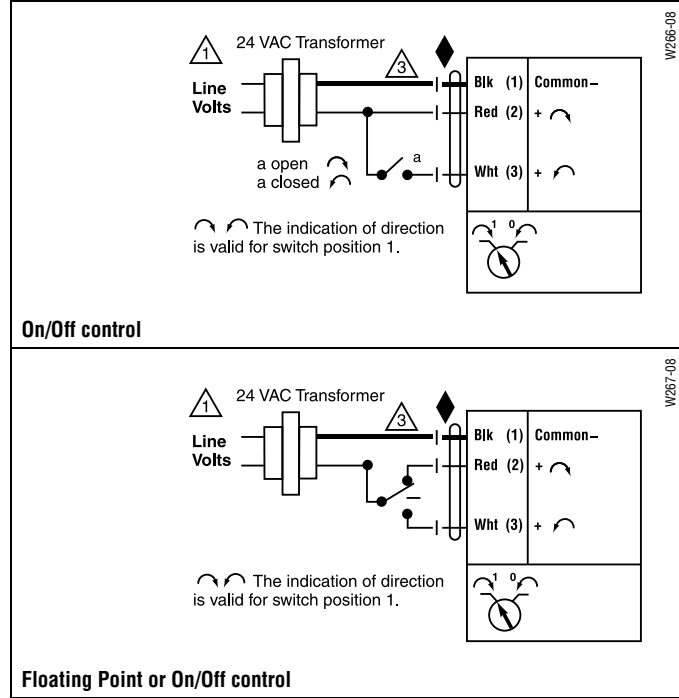 W266-08
1
24 VAC Transformer
3
Line
Volts
Blk (1) Common –
Red (2) +
a open
a closed
a
Wht (3) +
The indication of direction
is valid for switch position 1.
1 0
On/Off control
W267-08
1
24 VAC Transformer
3
Line
Volts
Blk (1) Common –
Red (2) +
Wht (3) +
The indication of direction
is valid for switch position 1.
1 0
Floating Point or On/Off control